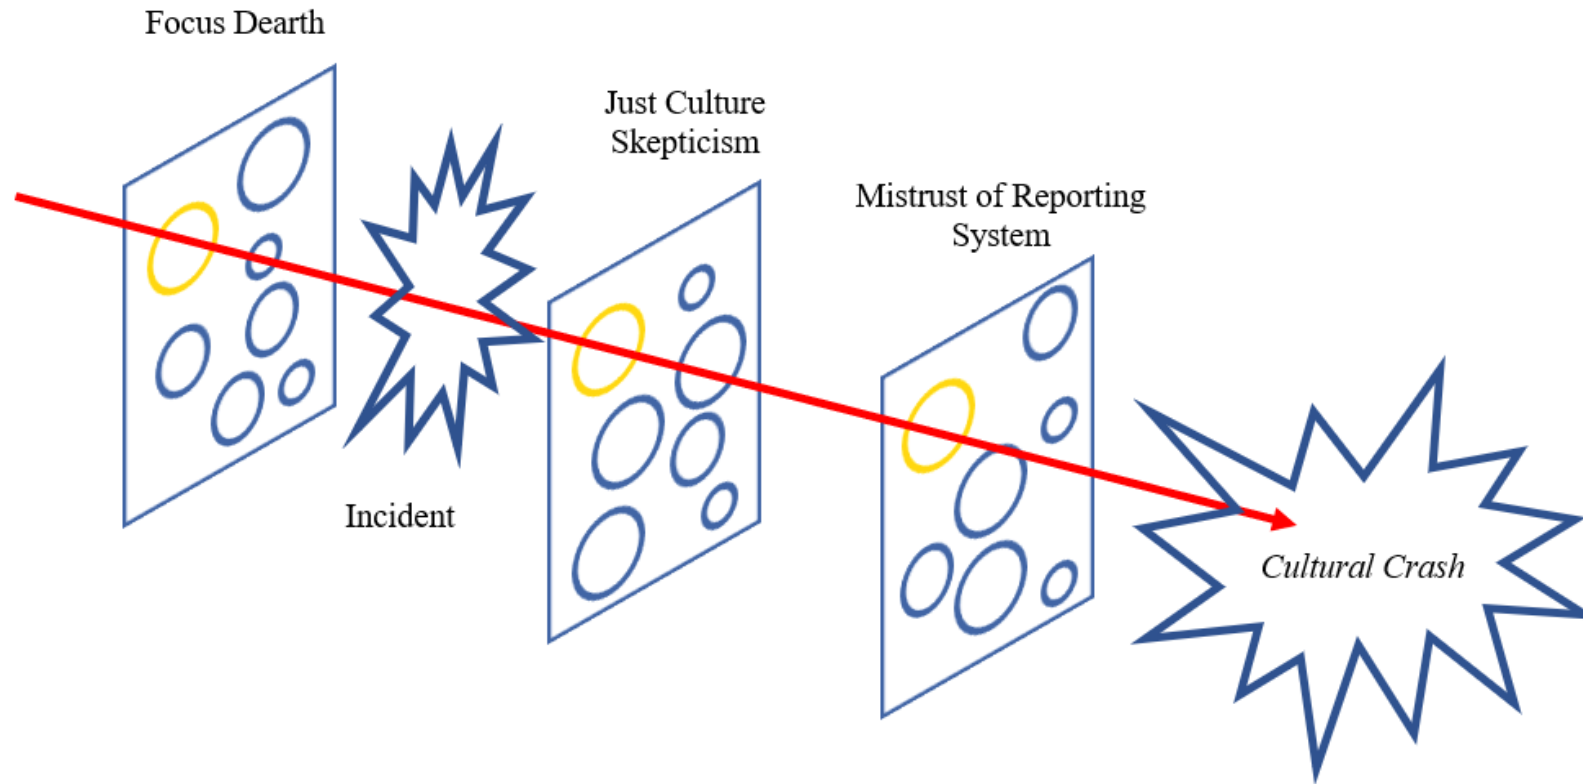 Focus Dearth
Just Culture
Skepticism
Mistrust of Reporting
System
Incident
Cultural Crash